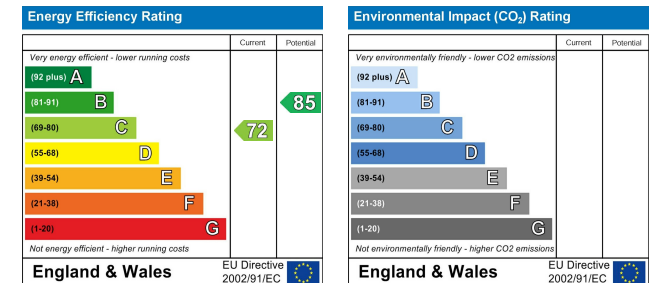 Energy Efficiency Rating
Current Potential
Very energy efficient - lower running costs
(92 plus) A
(81-91) B
85
(69-80) C
72
(55-68) D
(39-54) E
(21-38) F
(1-20) G
Not energy efficient - higher running costs
England & Wales
EU Directive
2002/91/EC
Environmental Impact (CO₂) Rating
Current Potential
Very environmentally friendly - lower CO2 emissions
(92 plus) A
(81-91) B
(69-80) C
(55-68) D
(39-54) E
(21-38) F
(1-20) G
Not environmentally friendly - higher CO2 emissions
England & Wales
EU Directive
2002/91/EC